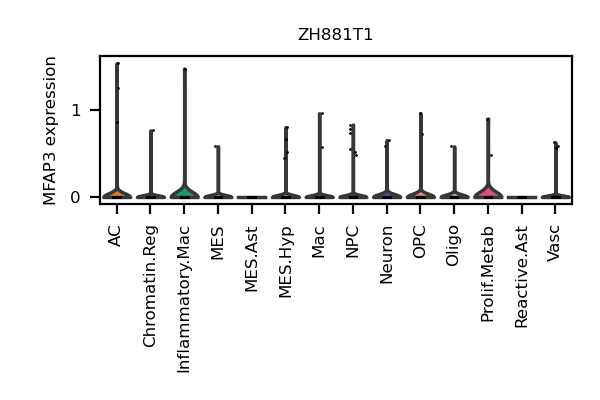 ZH881T1
MFAP3 expression
1
0
AC
Chromatin.Reg
Inflammatory.Mac
MES
MES.Ast
MES.Hyp
Mac
NPC
Neuron
OPC
Oligo
Prolif.Metab
Reactive.Ast
Vasc